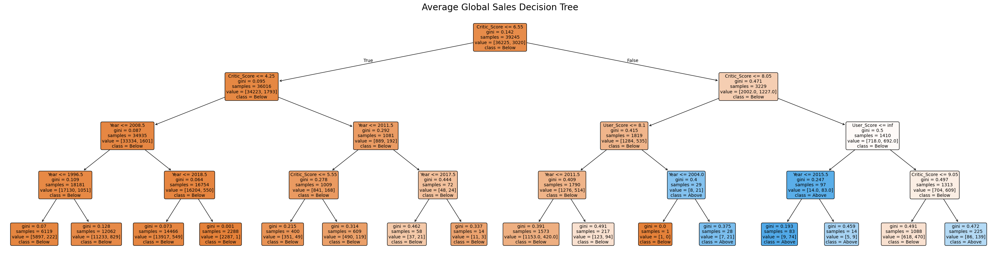 Average Global Sales Decision Tree
Critic_Score <= 6.55
gini = 0.142
samples = 39245
value = [36225, 3020]
class = Below
True
False
Critic_Score <= 4.25
gini = 0.095
samples = 36016
value = [34223, 1793]
class = Below
Critic_Score <= 8.05
gini = 0.471
samples = 3229
value = [2002.0, 1227.0]
class = Below
Year <= 2008.5
gini = 0.087
samples = 34935
value = [33334, 1601]
class = Below
Year <= 2011.5
gini = 0.292
samples = 1081
value = [889, 192]
class = Below
User_Score <= 8.1
gini = 0.415
samples = 1819
value = [1284, 535]
class = Below
User_Score <= inf
gini = 0.5
samples = 1410
value = [718.0, 692.0]
class = Below
Year <= 1996.5
gini = 0.109
samples = 18181
value = [17130, 1051]
class = Below
Year <= 2018.5
gini = 0.064
samples = 16754
value = [16204, 550]
class = Below
Critic_Score <= 5.55
gini = 0.278
samples = 1009
value = [841, 168]
class = Below
Year <= 2017.5
gini = 0.444
samples = 72
value = [48, 24]
class = Below
Year <= 2011.5
gini = 0.409
samples = 1790
value = [1276, 514]
class = Below
Year <= 2004.0
gini = 0.4
samples = 29
value = [8, 21]
class = Above
Year <= 2015.5
gini = 0.247
samples = 97
value = [14.0, 83.0]
class = Above
Critic_Score <= 9.05
gini = 0.497
samples = 1313
value = [704, 609]
class = Below
gini = 0.07
samples = 6119
value = [5897, 222]
class = Below
gini = 0.128
samples = 12062
value = [11233, 829]
class = Below
gini = 0.073
samples = 14466
value = [13917, 549]
class = Below
gini = 0.001
samples = 2288
value = [2287, 1]
class = Below
gini = 0.215
samples = 400
value = [351, 49]
class = Below
gini = 0.314
samples = 609
value = [490, 119]
class = Below
gini = 0.462
samples = 58
value = [37, 21]
class = Below
gini = 0.337
samples = 14
value = [11, 3]
class = Below
gini = 0.391
samples = 1573
value = [1153.0, 420.0]
class = Below
gini = 0.491
samples = 217
value = [123, 94]
class = Below
gini = 0.0
samples = 1
value = [1, 0]
class = Below
gini = 0.375
samples = 28
value = [7, 21]
class = Above
gini = 0.193
samples = 83
value = [9, 74]
class = Above
gini = 0.459
samples = 14
value = [5, 9]
class = Above
gini = 0.491
samples = 1088
value = [618, 470]
class = Below
gini = 0.472
samples = 225
value = [86, 139]
class = Above